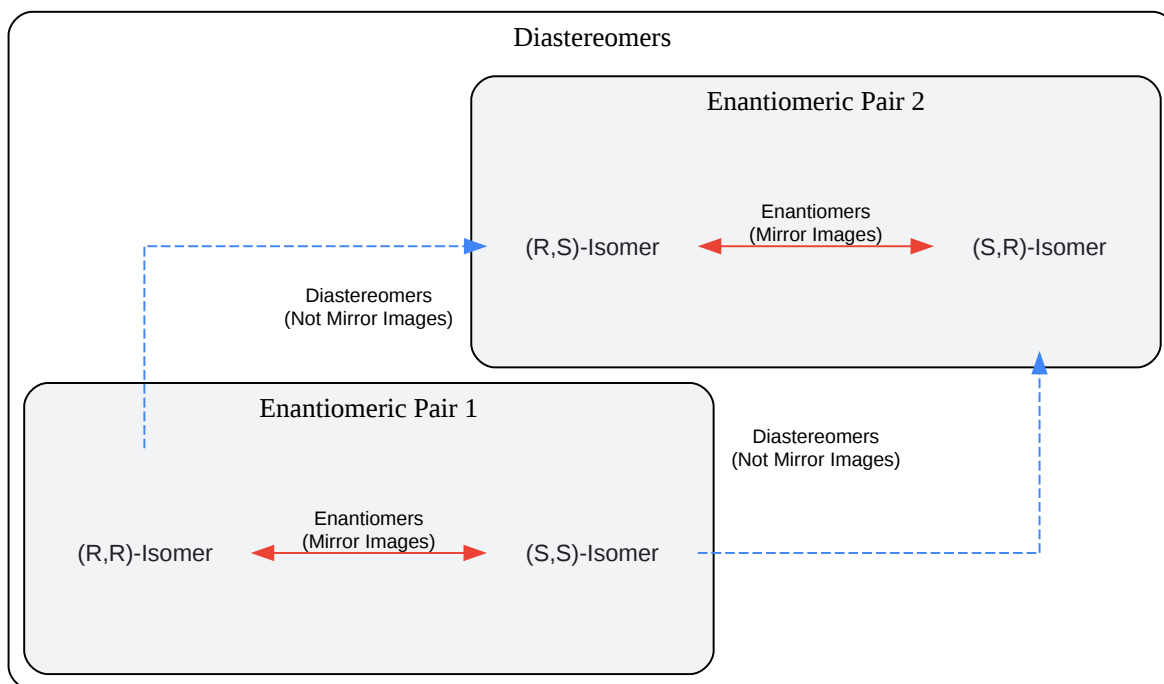 Diastereomers
Enantiomeric Pair 2
Enantiomers
(Mirror Images)
(R,S)-Isomer
(S,R)-Isomer
Diastereomers
(Not Mirror Images)
Enantiomeric Pair 1
Diastereomers
(Not Mirror Images)
Enantiomers
(Mirror Images)
(R,R)-Isomer
(S,S)-Isomer